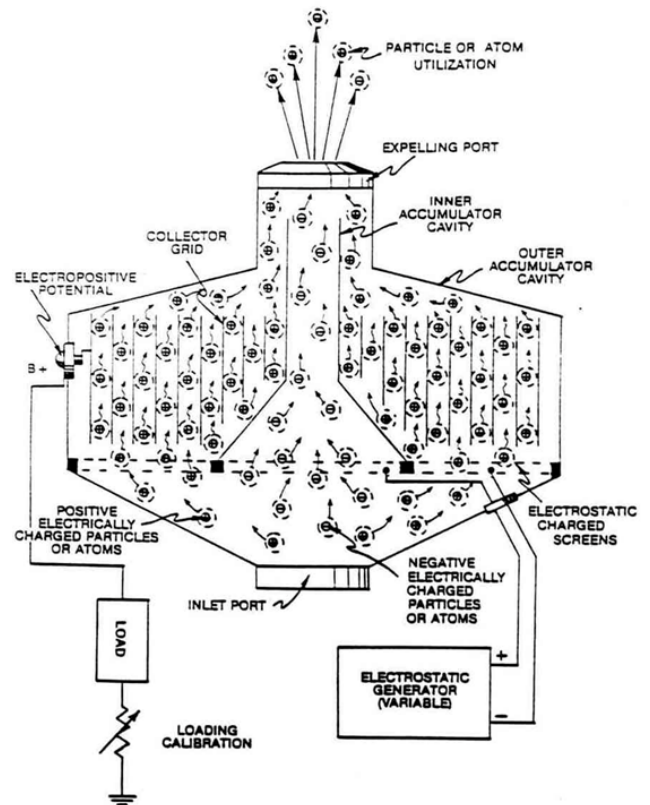 PARTICLE OR ATOM
UTILIZATION
EXPELLING PORT
INNER
ACCUMULATOR
CAVITY
COLLECTOR
GRID
OUTER
ACCUMULATOR
CAVITY
ELECTROPOSITIVE
POTENTIAL
B+
POSITIVE
ELECTRICALLY
CHARGED PARTICLES
OR ATOMS
ELECTROSTATIC
CHARGED
SCREENS
NEGATIVE
ELECTRICALLY
CHARGED
PARTICLES
OR ATOMS
INLET PORT
LOAD
+
ELECTROSTATIC
GENERATOR
(VARIABLE)
−
LOADING
CALIBRATION